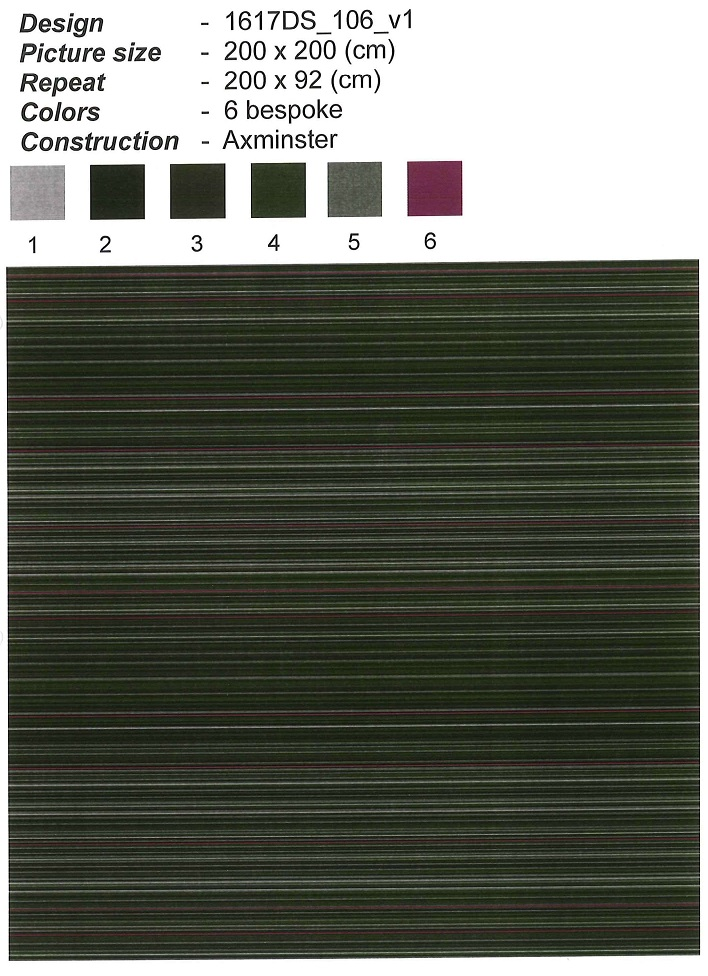 Design - 1617DS_106_v1
Picture size - 200 x 200 (cm)
Repeat - 200 x 92 (cm)
Colors - 6 bespoke
Construction - Axminster
1 2 3 4 5 6